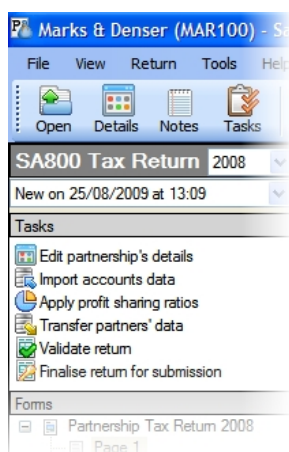 Marks & Denser (MAR100) - Sa
File View Return Tools Help
Open Details Notes Tasks
SA800 Tax Return 2008
New on 25/08/2009 at 13:09
Tasks
Edit partnership's details
Import accounts data
Apply profit sharing ratios
Transfer partners' data
Validate return
Finalise return for submission
Forms
Partnership Tax Return 2008
Page 1